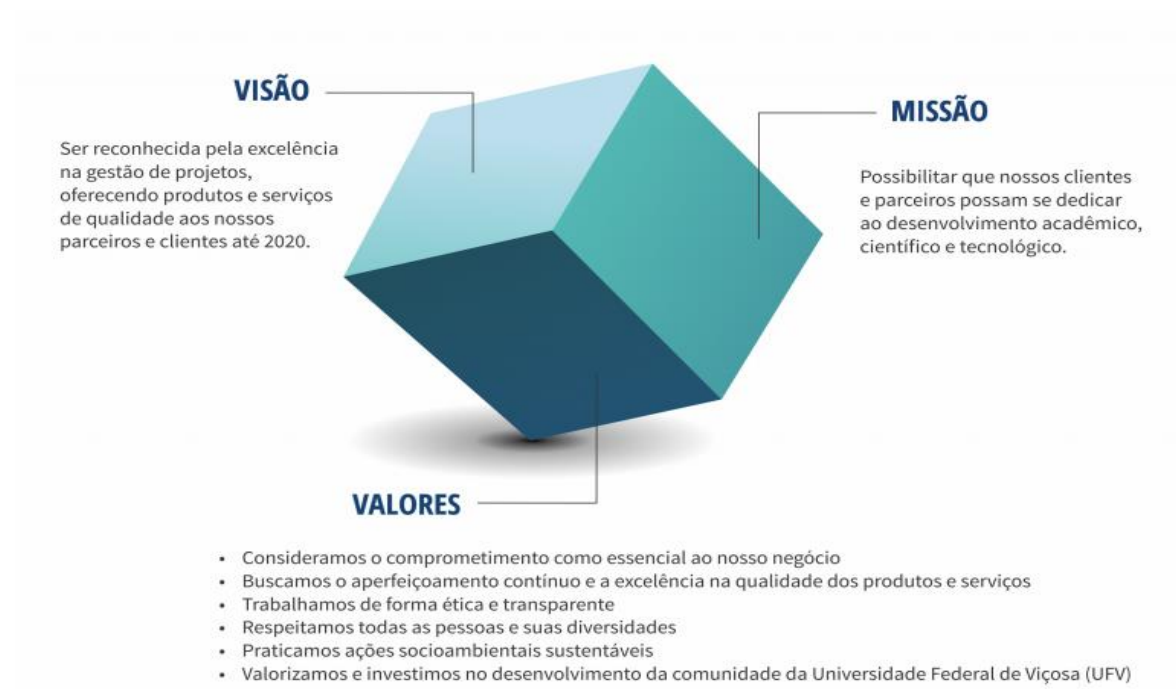 VISÃO
Ser reconhecida pela excelência
na gestão de projetos,
oferecendo produtos e serviços
de qualidade aos nossos
parceiros e clientes até 2020.
MISSÃO
Possibilitar que nossos clientes
e parceiros possam se dedicar
ao desenvolvimento acadêmico,
científico e tecnológico.
VALORES
• Consideramos o comprometimento como essencial ao nosso negócio
• Buscamos o aperfeiçoamento contínuo e a excelência na qualidade dos produtos e serviços
• Trabalhamos de forma ética e transparente
• Respeitamos todas as pessoas e suas diversidades
• Praticamos ações socioambientais sustentáveis
• Valorizamos e investimos no desenvolvimento da comunidade da Universidade Federal de Viçosa (UFV)